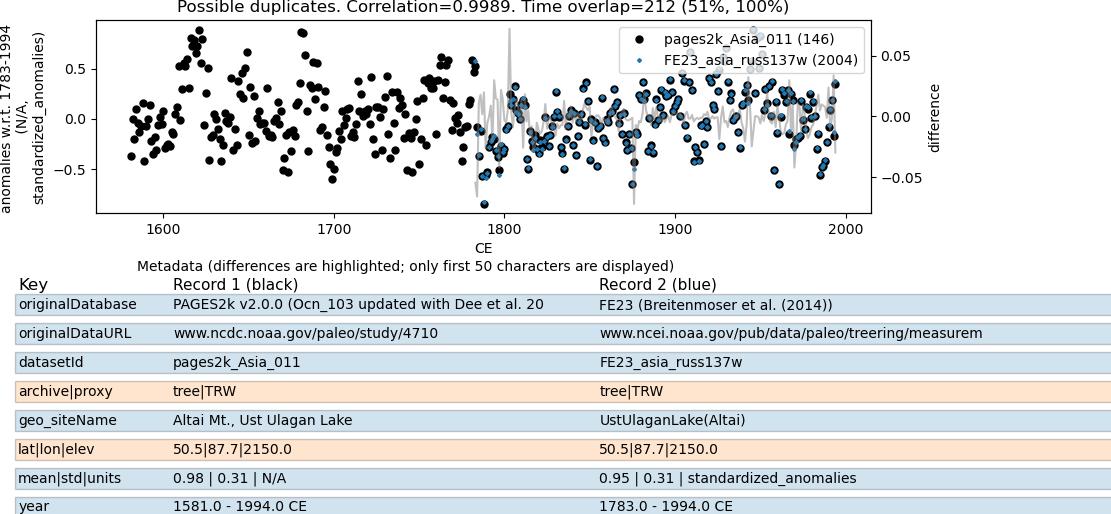 Possible duplicates. Correlation=0.9989. Time overlap=212 (51%, 100%)
anomalies w.r.t. 1783-1994
(N/A,
standardized_anomalies)
0.5
0.0
−0.5
pages2k_Asia_011 (146)
FE23_asia_russ137w (2004)
0.05
0.00
−0.05
difference
1600 1700 1800 1900 2000
CE
Metadata (differences are highlighted; only first 50 characters are displayed)
Key Record 1 (black) Record 2 (blue)
originalDatabase PAGES2k v2.0.0 (Ocn_103 updated with Dee et al. 20 FE23 (Breitenmoser et al. (2014))
originalDataURL www.ncdc.noaa.gov/paleo/study/4710 www.ncei.noaa.gov/pub/data/paleo/treering/measurem
datasetId pages2k_Asia_011 FE23_asia_russ137w
archive|proxy tree|TRW tree|TRW
geo_siteName Altai Mt., Ust Ulagan Lake UstUlaganLake(Altai)
lat|lon|elev 50.5|87.7|2150.0 50.5|87.7|2150.0
mean|std|units 0.98 | 0.31 | N/A 0.95 | 0.31 | standardized_anomalies
year 1581.0 - 1994.0 CE 1783.0 - 1994.0 CE